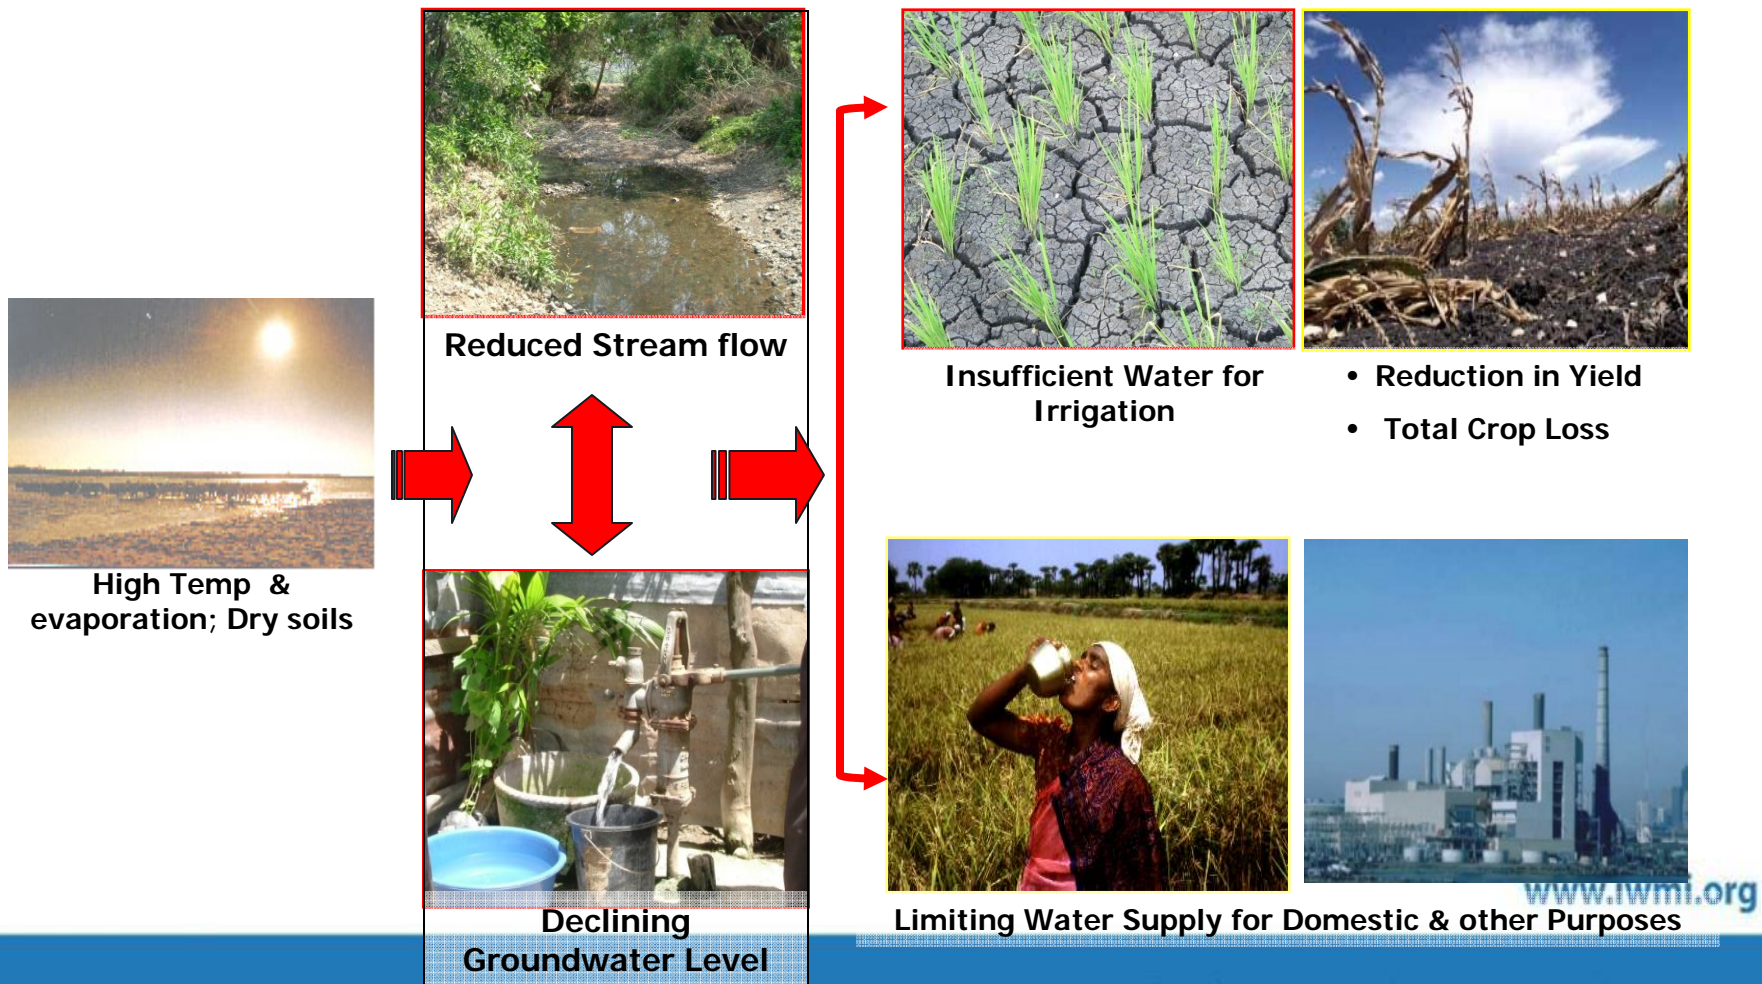 High Temp &
evaporation; Dry soils
Reduced Stream flow
Declining
Groundwater Level
Insufficient Water for
Irrigation
• Reduction in Yield
• Total Crop Loss
Limiting Water Supply for Domestic & other Purposes
www.iwmi.org